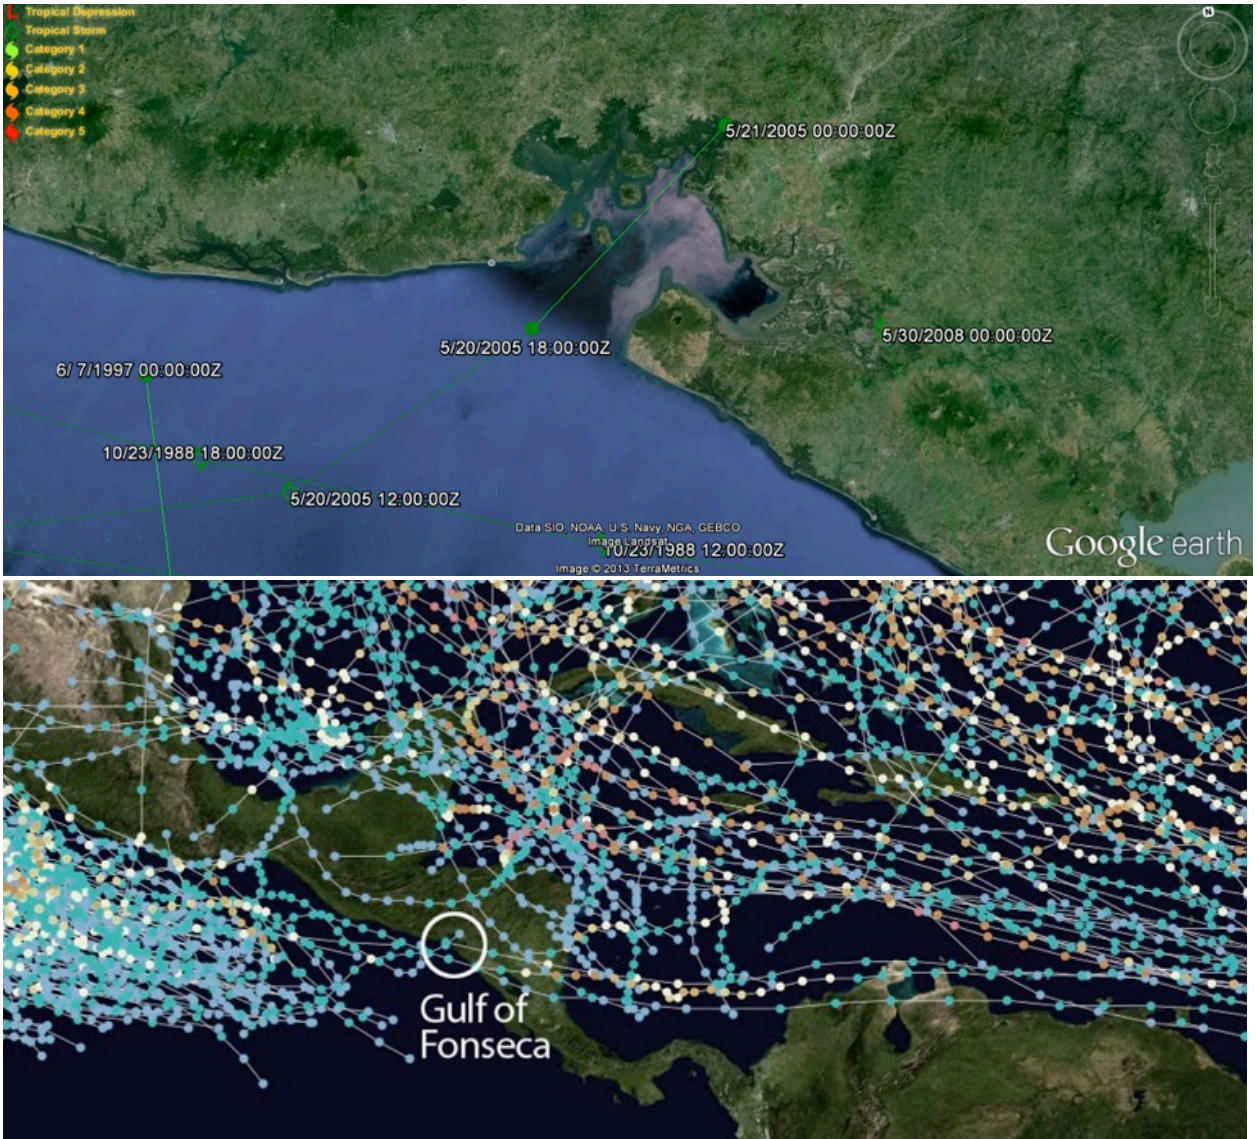 Tropical Depression
Tropical Storm
Category 1
Category 2
Category 3
Category 4
Category 5
N
5/21/2005 00:00:00Z
5/30/2008 00:00:00Z
5/20/2005 18:00:00Z
6/ 7/1997 00:00:00Z
10/23/1988 18:00:00Z
5/20/2005 12:00:00Z
Data SIO, NOAA, U.S. Navy, NGA, GEBCO
Image Landsat
10/23/1988 12:00:00Z
Image © 2013 TerraMetrics
Google earth
Gulf of
Fonseca